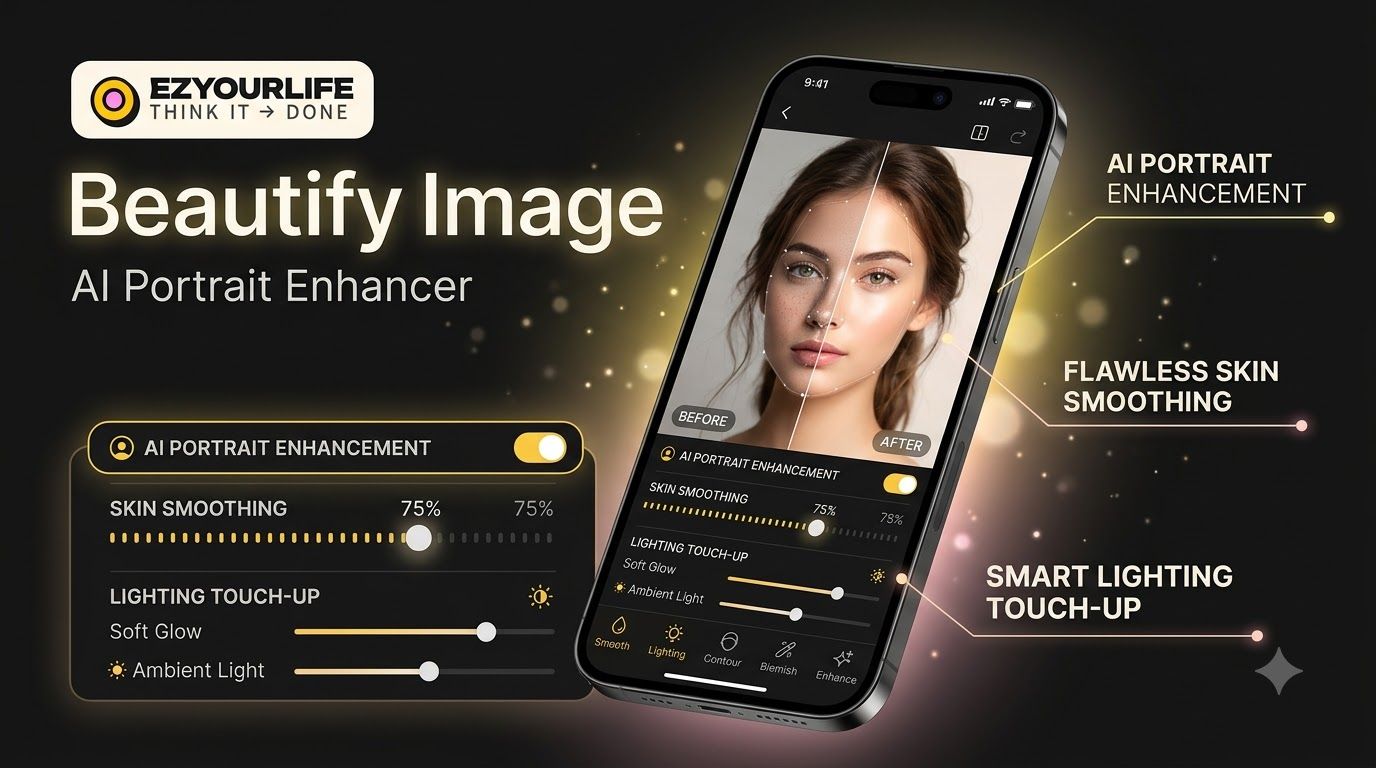 EZYOURLIFE
THINK IT → DONE
Beautify Image
AI Portrait Enhancer
AI PORTRAIT ENHANCEMENT
SKIN SMOOTHING 75% 75%
LIGHTING TOUCH-UP
Soft Glow
Ambient Light
9:41
BEFORE
AFTER
AI PORTRAIT ENHANCEMENT
SKIN SMOOTHING 75% 75%
LIGHTING TOUCH-UP
Soft Glow
Ambient Light
Smooth Lighting Contour Blemish Enhance
AI PORTRAIT
ENHANCEMENT
FLAWLESS SKIN
SMOOTHING
SMART LIGHTING
TOUCH-UP